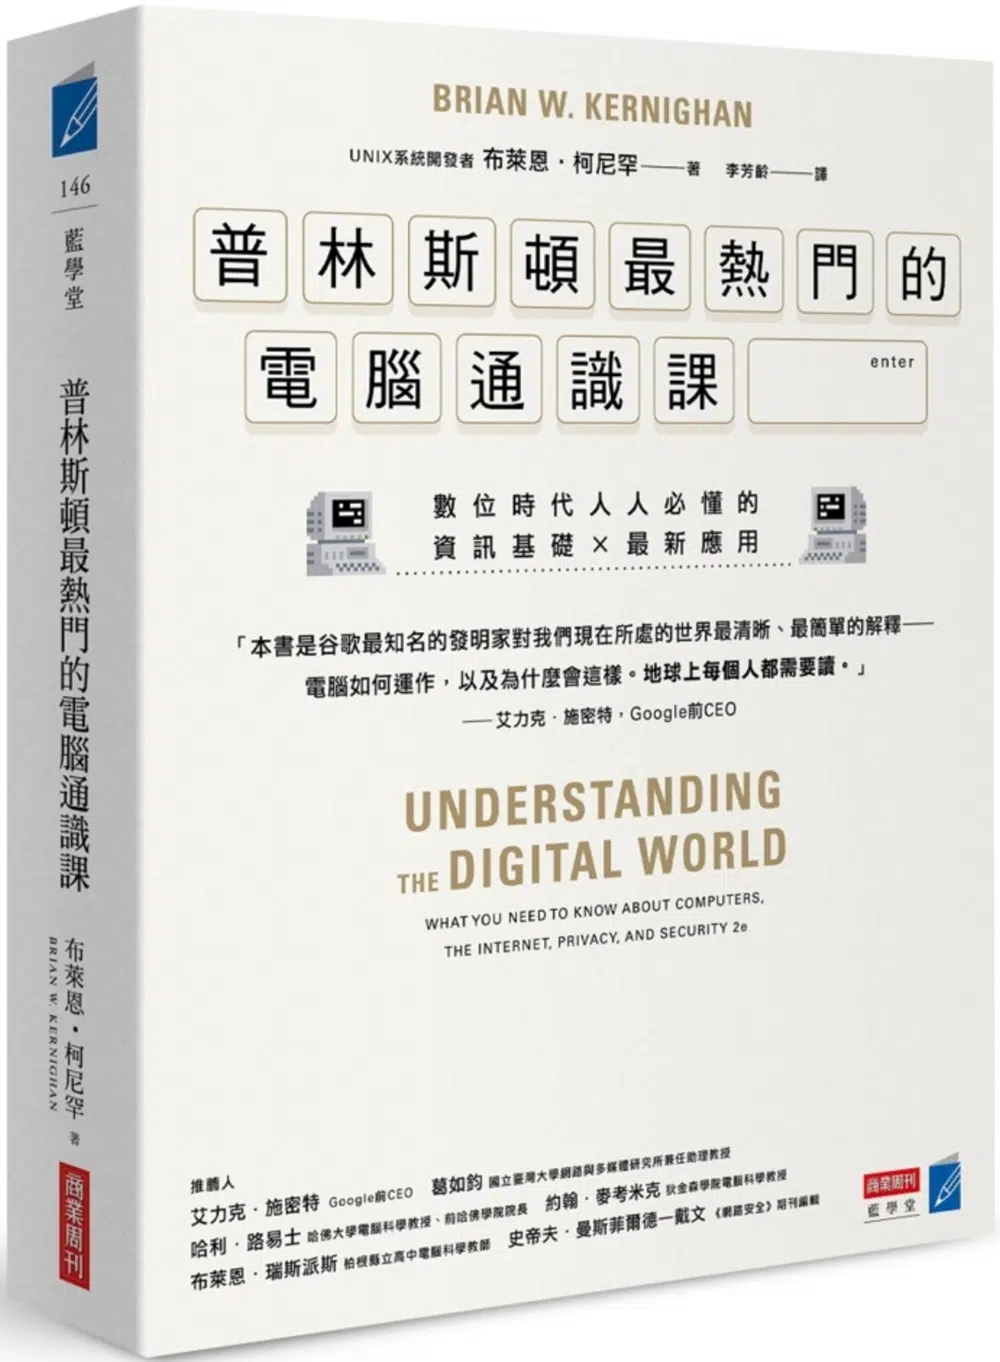 146
藍學堂
普林斯頓最熱門的電腦通識課
布萊恩・柯尼罕 著
BRIAN W. KERNIGHAN
商業周刊
BRIAN W. KERNIGHAN
UNIX系統開發者 布萊恩・柯尼罕——著 李芳齡——譯
普林斯頓最熱門的
電腦通識課 enter
數位時代人人必懂的
資訊基礎×最新應用
「本書是谷歌最知名的發明家對我們現在所處的世界最清晰、最簡單的解釋——
電腦如何運作，以及為什麼會這樣。地球上每個人都需要讀。」
——艾力克・施密特，Google前CEO
UNDERSTANDING
THE DIGITAL WORLD
WHAT YOU NEED TO KNOW ABOUT COMPUTERS,
THE INTERNET, PRIVACY, AND SECURITY 2e
推薦人
艾力克・施密特 Google前CEO 葛如鈞 國立臺灣大學網路與多媒體研究所兼任助理教授
哈利・路易士 哈佛大學電腦科學教授、前哈佛學院院長 約翰・麥考米克 狄金森學院電腦科學教授
布萊恩・瑞斯派斯 柏根縣立高中電腦科學教師 史帝夫・曼斯菲爾德—戴文《網路安全》期刊編輯
商業周刊
藍學堂